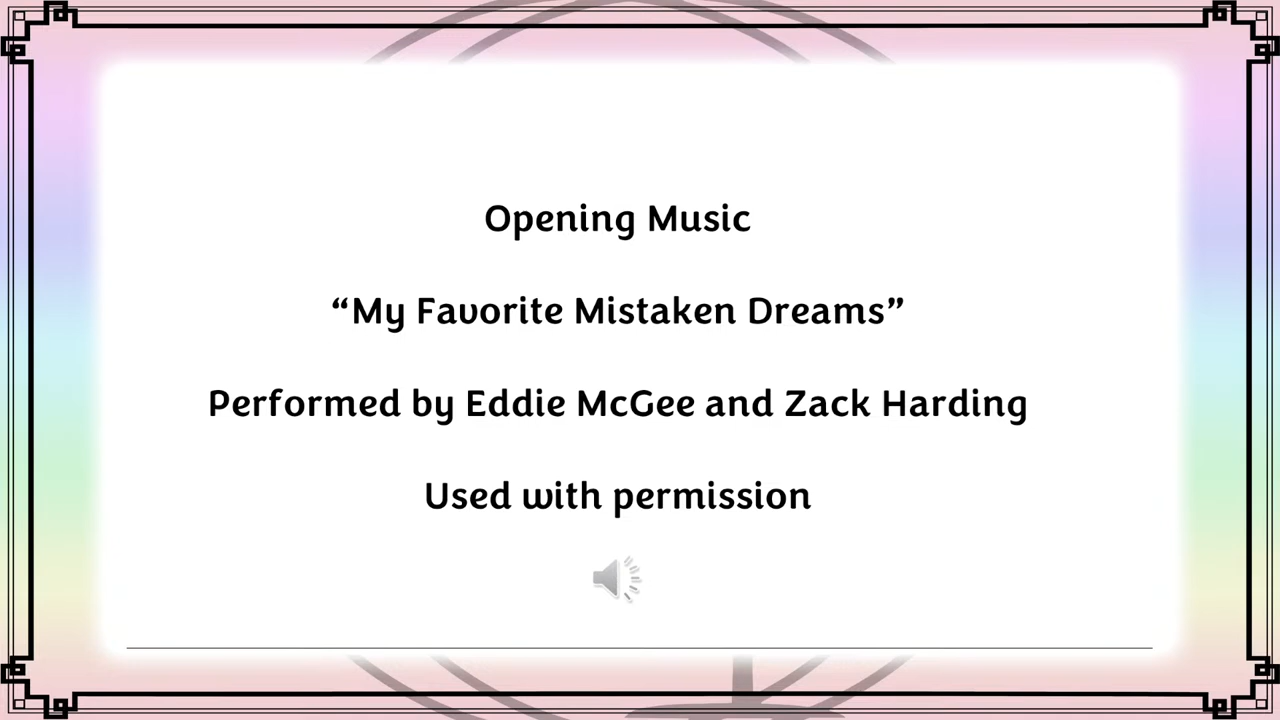 Opening Music
“My Favorite Mistaken Dreams”
Performed by Eddie McGee and Zack Harding
Used with permission